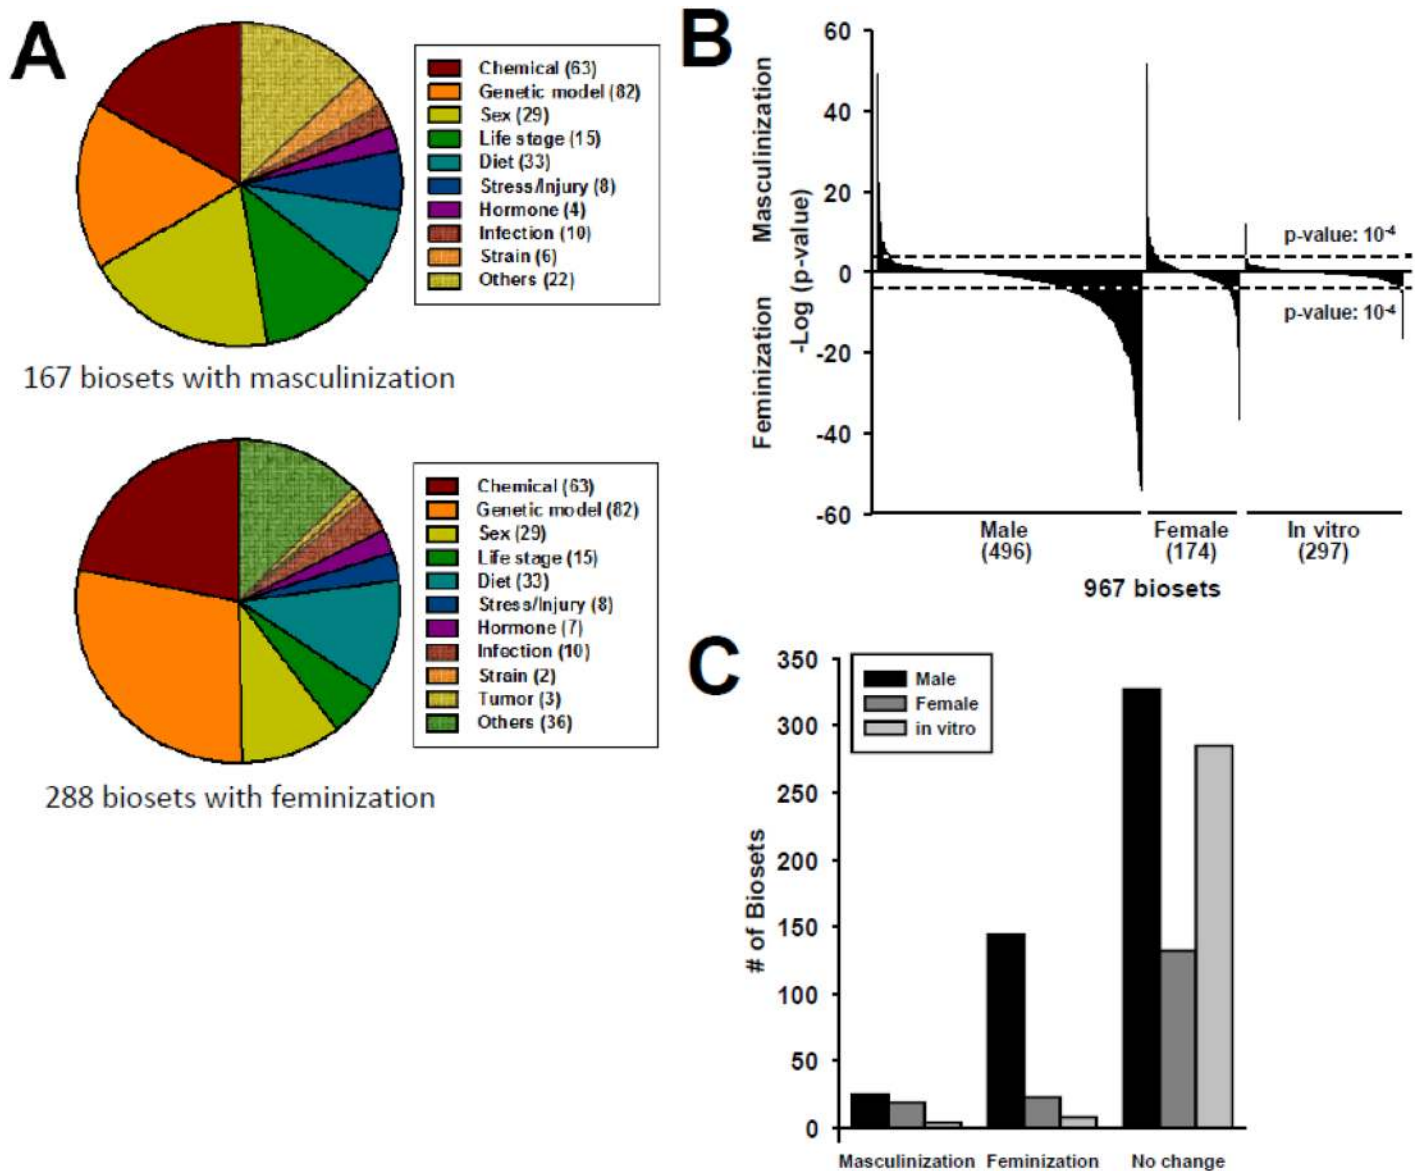 A
Chemical (63)
Genetic model (82)
Sex (29)
Life stage (15)
Diet (33)
Stress/Injury (8)
Hormone (4)
Infection (10)
Strain (6)
Others (22)
167 biosets with masculinization
Chemical (63)
Genetic model (82)
Sex (29)
Life stage (15)
Diet (33)
Stress/Injury (8)
Hormone (7)
Infection (10)
Strain (2)
Tumor (3)
Others (36)
288 biosets with feminization
B
Masculinization
Feminization
-Log (p-value)
60
40
20
0
-20
-40
-60
p-value: 10-4
p-value: 10-4
Male
(496)
Female
(174)
In vitro
(297)
967 biosets
C
# of Biosets
350
300
250
200
150
100
50
0
Male
Female
in vitro
Masculinization
Feminization
No change